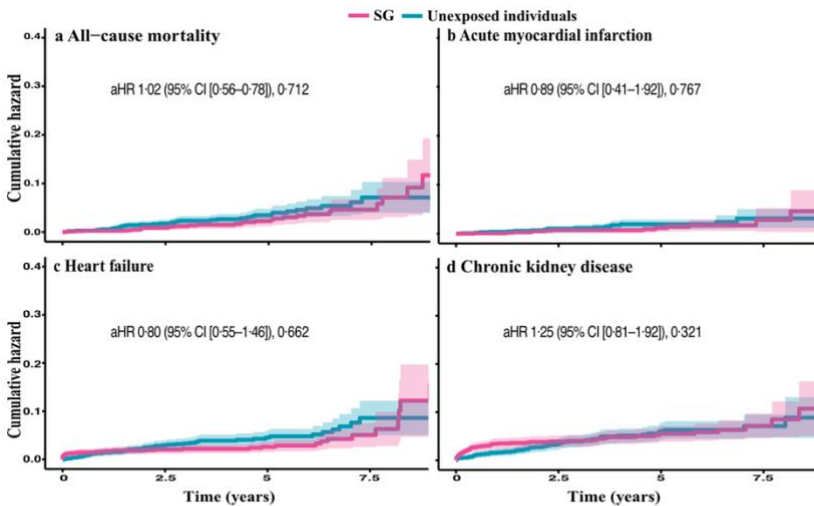 SG Unexposed individuals
a All−cause mortality
b Acute myocardial infarction
aHR 1·02 (95% CI [0·56–0·78]), 0·712
aHR 0·89 (95% CI [0·41–1·92]), 0·767
Cumulative hazard
0.4
0.3
0.2
0.1
0.0
c Heart failure
d Chronic kidney disease
aHR 0·80 (95% CI [0·55–1·46]), 0·662
aHR 1·25 (95% CI [0·81–1·92]), 0·321
Cumulative hazard
0.4
0.3
0.2
0.1
0.0
0 2.5 5 7.5
0 2.5 5 7.5
Time (years)
Time (years)